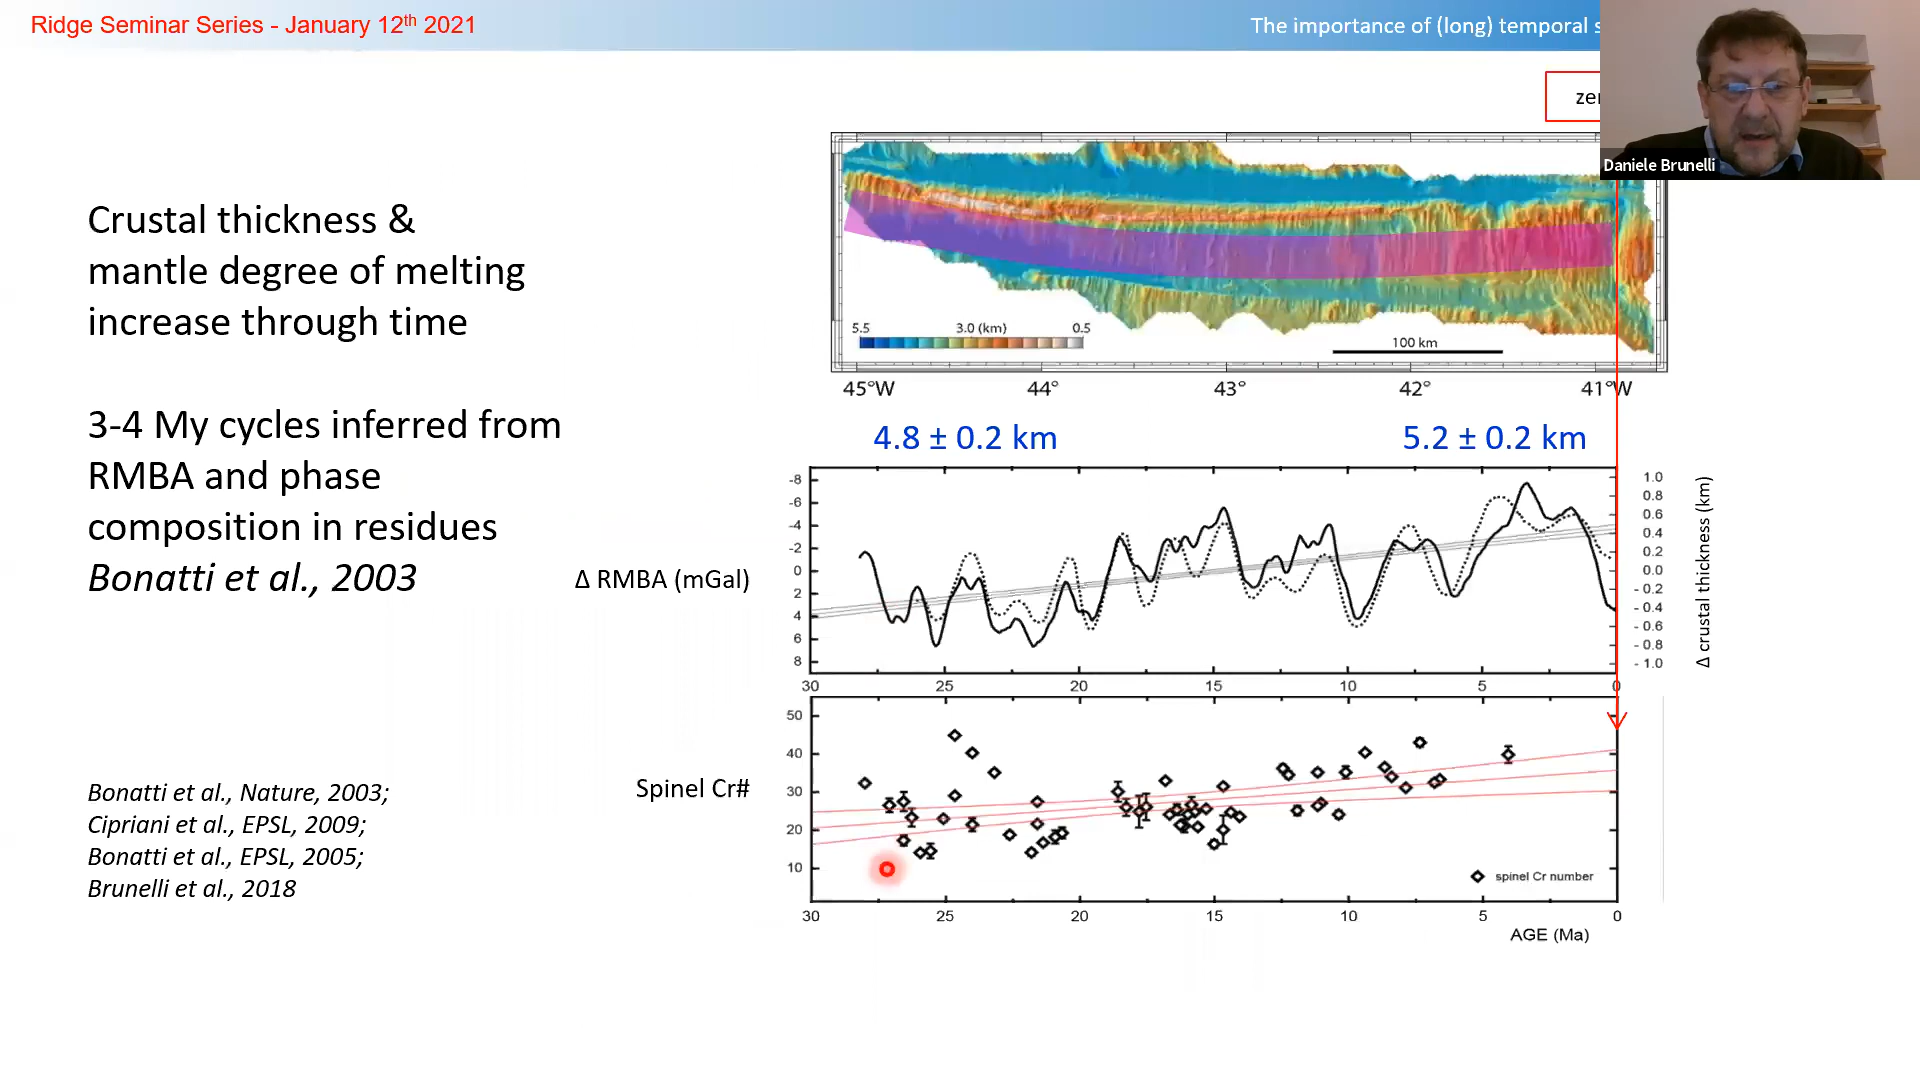 Ridge Seminar Series - January 12th 2021
The importance of (long) temporal
Daniele Brunelli
Crustal thickness &
mantle degree of melting
increase through time
3-4 My cycles inferred from
RMBA and phase
composition in residues
Bonatti et al., 2003
Bonatti et al., Nature, 2003;
Cipriani et al., EPSL, 2009;
Bonatti et al., EPSL, 2005;
Brunelli et al., 2018
5.5 3.0 (km) 0.5
100 km
45°W 44° 43° 42° 41°W
4.8 ± 0.2 km 5.2 ± 0.2 km
Δ RMBA (mGal)
-8
-6
-4
-2
0
2
4
6
8
1.0
0.8
0.6
0.4
0.2
0.0
- 0.2
- 0.4
- 0.6
- 0.8
- 1.0
Δ crustal thickness (km)
30 25 20 15 10 5 0
Spinel Cr#
50
40
30
20
10
spinel Cr number
30 25 20 15 10 5 0
AGE (Ma)